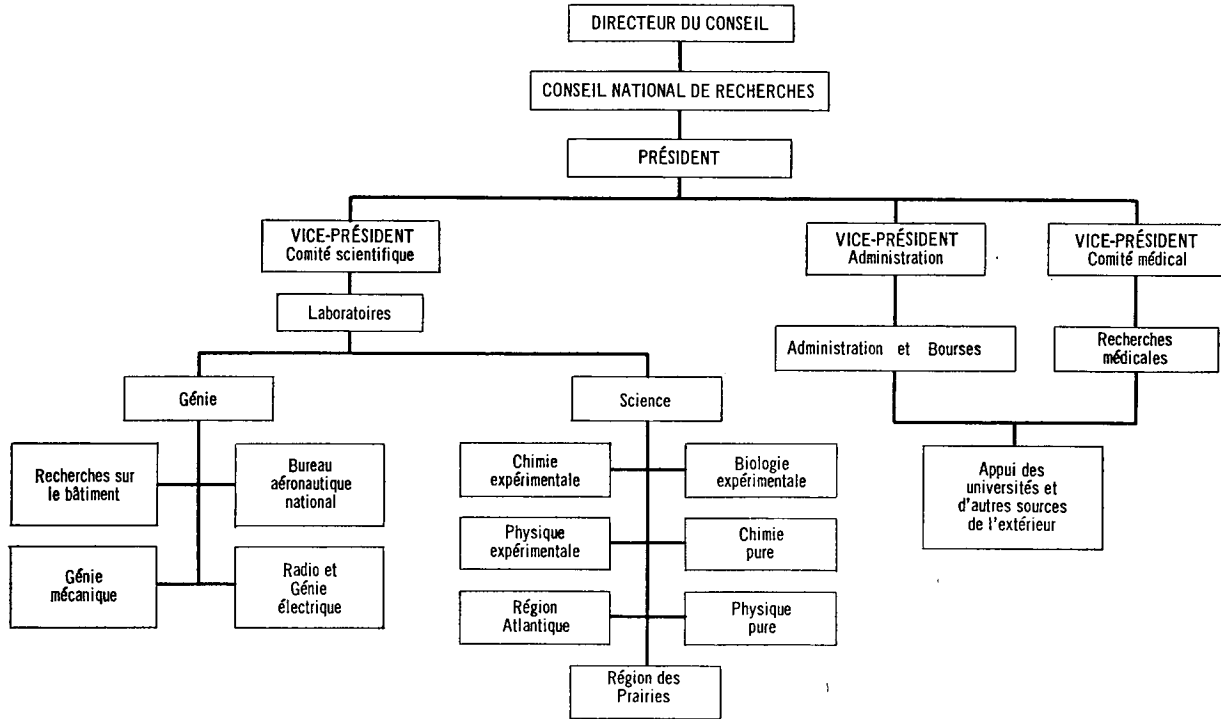 DIRECTEUR DU CONSEIL
CONSEIL NATIONAL DE RECHERCHES
PRÉSIDENT
VICE-PRÉSIDENT
Comité scientifique
VICE-PRÉSIDENT
Administration
VICE-PRÉSIDENT
Comité médical
Laboratoires
Administration et Bourses
Recherches
médicales
Génie
Science
Recherches sur
le bâtiment
Bureau
aéronautique
national
Chimie
expérimentale
Biologie
expérimentale
Appui des
universités et
d'autres sources
de l'extérieur
Génie
mécanique
Radio et
Génie
électrique
Physique
expérimentale
Chimie
pure
Région
Atlantique
Physique
pure
Région des
Prairies